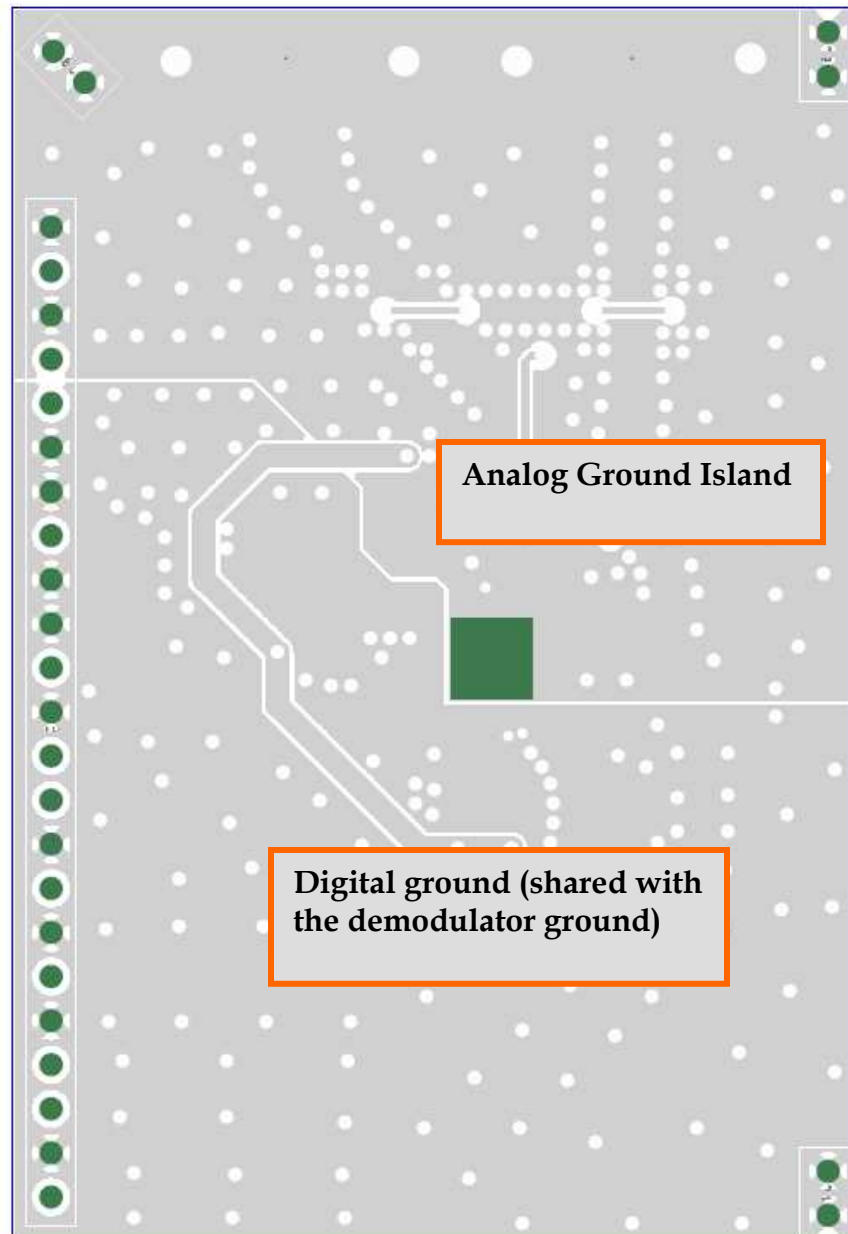 Analog Ground Island
Digital ground (shared with
the demodulator ground)